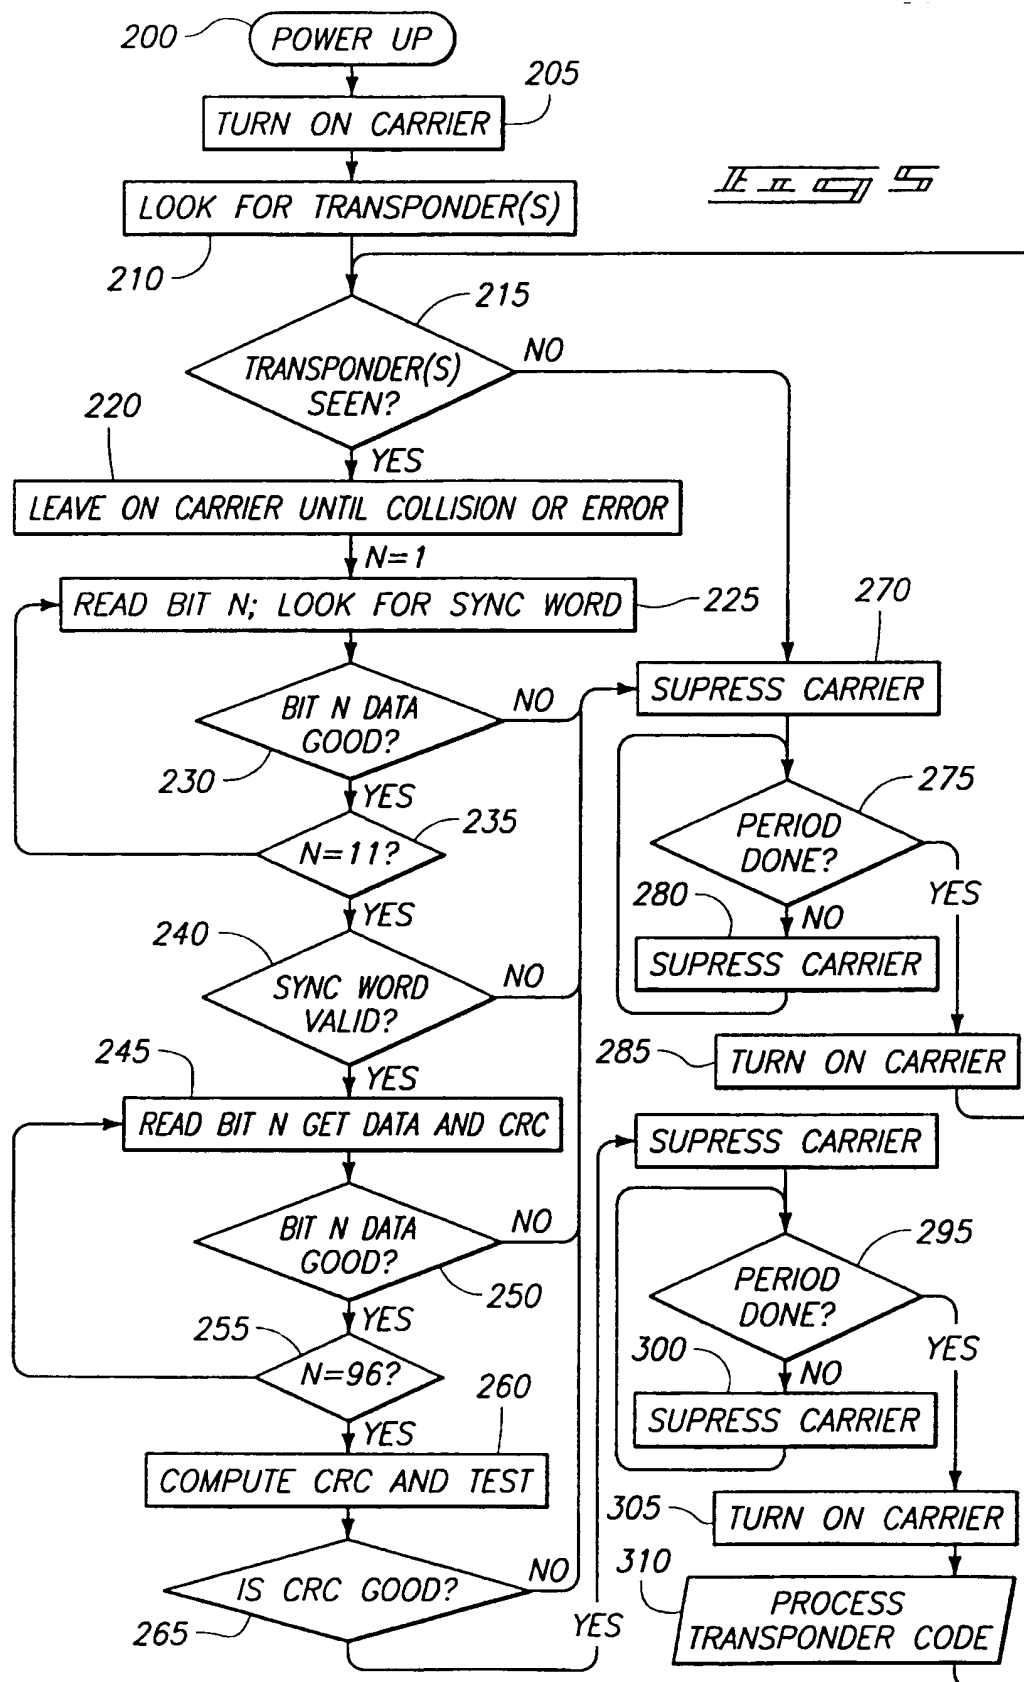 200
POWER UP
205
TURN ON CARRIER
Fig 5
LOOK FOR TRANSPONDER(S)
210
215
TRANSPONDER(S)
SEEN?
NO
220
YES
LEAVE ON CARRIER UNTIL COLLISION OR ERROR
N=1
READ BIT N; LOOK FOR SYNC WORD
225
BIT N DATA
GOOD?
NO
230
YES
235
N=11?
YES
240
SYNC WORD
VALID?
NO
245
YES
READ BIT N GET DATA AND CRC
BIT N DATA
GOOD?
NO
250
YES
255
N=96?
260
YES
COMPUTE CRC AND TEST
IS CRC GOOD?
NO
265
YES
270
SUPRESS CARRIER
275
PERIOD
DONE?
YES
280
NO
SUPRESS CARRIER
285
TURN ON CARRIER
SUPRESS CARRIER
295
PERIOD
DONE?
YES
300
NO
SUPRESS CARRIER
305
TURN ON CARRIER
310
PROCESS
TRANSPONDER CODE